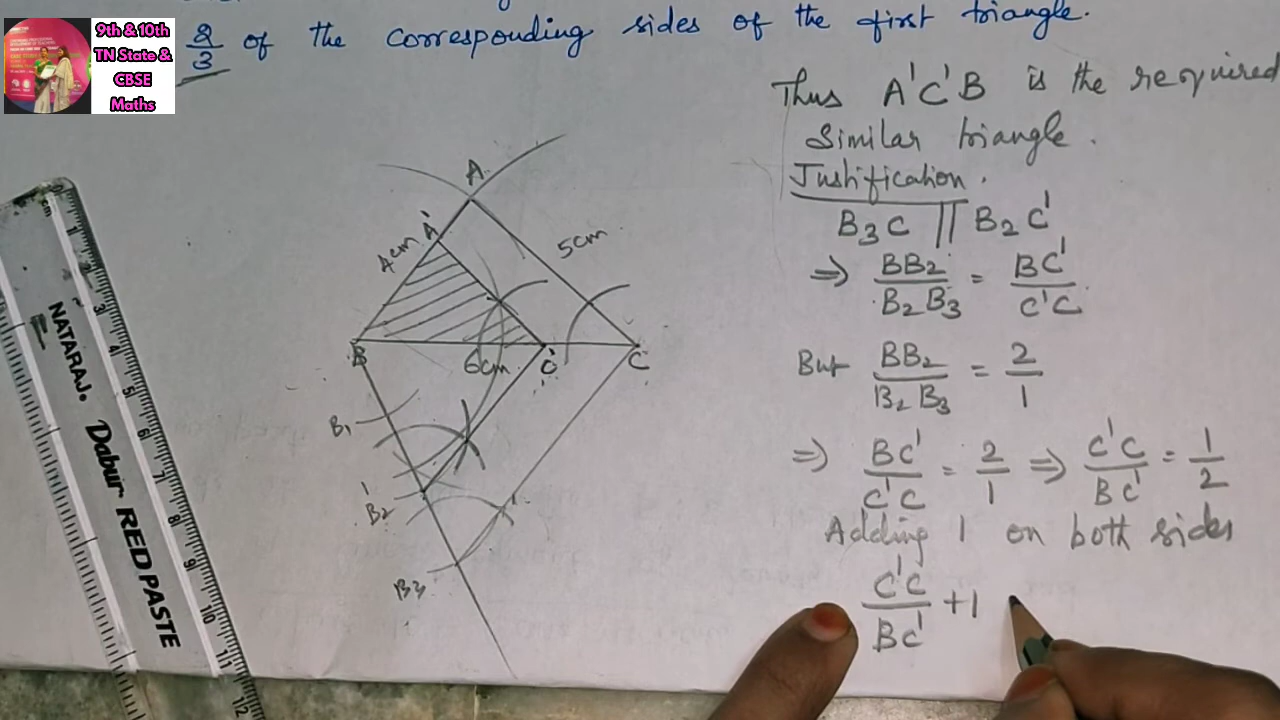 9th & 10th
TN State &
CBSE
Maths
2/3 of the corresponding sides of the first triangle.
Thus A'C'B is the required
Similar triangle.
Justification.
B3C || B2C'
⇒ BB2/B2B3 = BC'/C'C
But BB2/B2B3 = 2/1
⇒ BC'/C'C = 2/1 ⇒ C'C/BC' = 1/2
Adding 1 on both sides
C'C/BC' +1
A
A'
4cm
5cm
B
6cm
C'
C
B1
B2
B3
NATARAJ.
Dabur RED PASTE
1
3
4
5
6
7
8
9
10
11
12